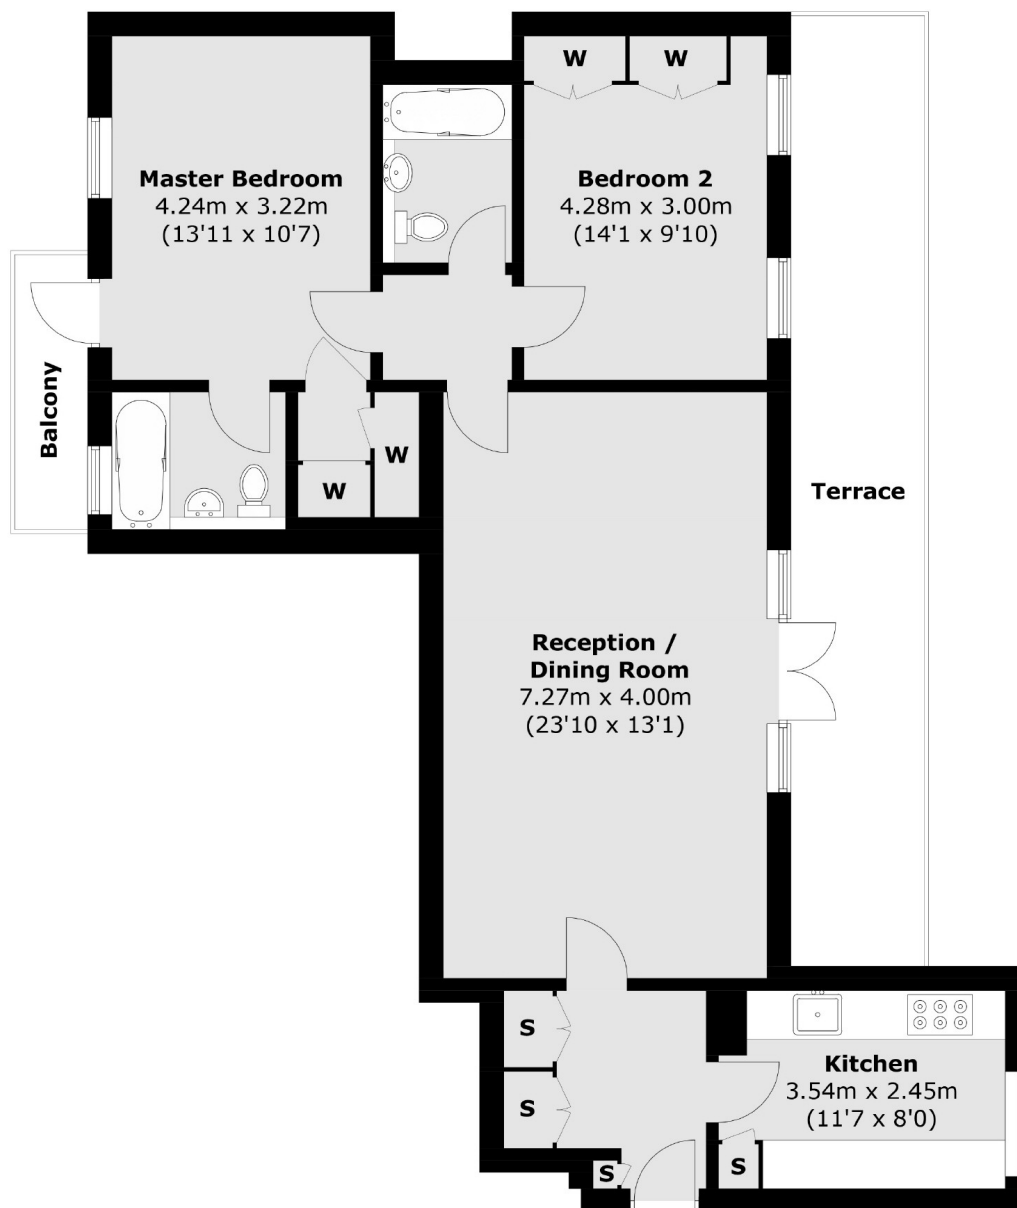 W
W
Master Bedroom
4.24m x 3.22m
(13'11 x 10'7)
Bedroom 2
4.28m x 3.00m
(14'1 x 9'10)
Balcony
W
W
Terrace
Reception /
Dining Room
7.27m x 4.00m
(23'10 x 13'1)
S
S
S
Kitchen
3.54m x 2.45m
(11'7 x 8'0)
S